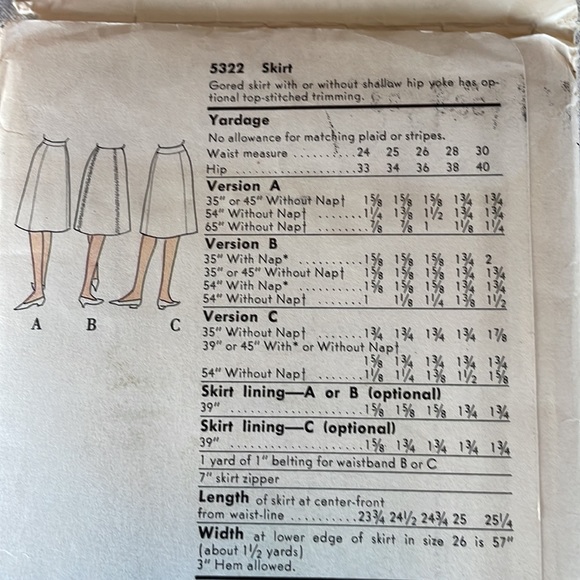 5322 Skirt
Gored skirt with or without shallow hip yoke has op-
tional top-stitched trimming.
Yardage
No allowance for matching plaid or stripes.
Waist measure .........24 25 26 28 30
Hip ....................33 34 36 38 40
Version A
35" or 45" Without Nap† 1⅝ 1⅝ 1⅝ 1¾ 1¾
54" Without Nap† .......1¼ 1⅜ 1½ 1¾ 1¾
65" Without Nap† ....... ⅞ ⅞ 1 1⅛ 1¼
Version B
35" With Nap* ..........1⅝ 1⅝ 1⅝ 1¾ 2
35" or 45" Without Nap† 1⅝ 1⅝ 1⅝ 1¾ 1¾
54" With Nap* ..........1⅝ 1⅝ 1⅝ 1¾ 1¾
54" Without Nap† .......1 1⅛ 1¼ 1⅜ 1½
Version C
35" Without Nap† .......1¾ 1¾ 1¾ 1¾ 1⅞
39" or 45" With* or Without Nap†
1⅝ 1¾ 1¾ 1¾ 1¾
54" Without Nap† .......1⅛ 1¼ 1⅜ 1½ 1⅝
Skirt lining—A or B (optional)
39" ....................1⅝ 1⅝ 1⅝ 1¾ 1¾
Skirt lining—C (optional)
39" ....................1⅝ 1¾ 1¾ 1¾ 1¾
1 yard of 1" belting for waistband B or C
7" skirt zipper
Length of skirt at center-front
from waist-line ..........23¾ 24½ 24¾ 25 25¼
Width at lower edge of skirt in size 26 is 57"
(about 1½ yards)
3" Hem allowed.
A B C